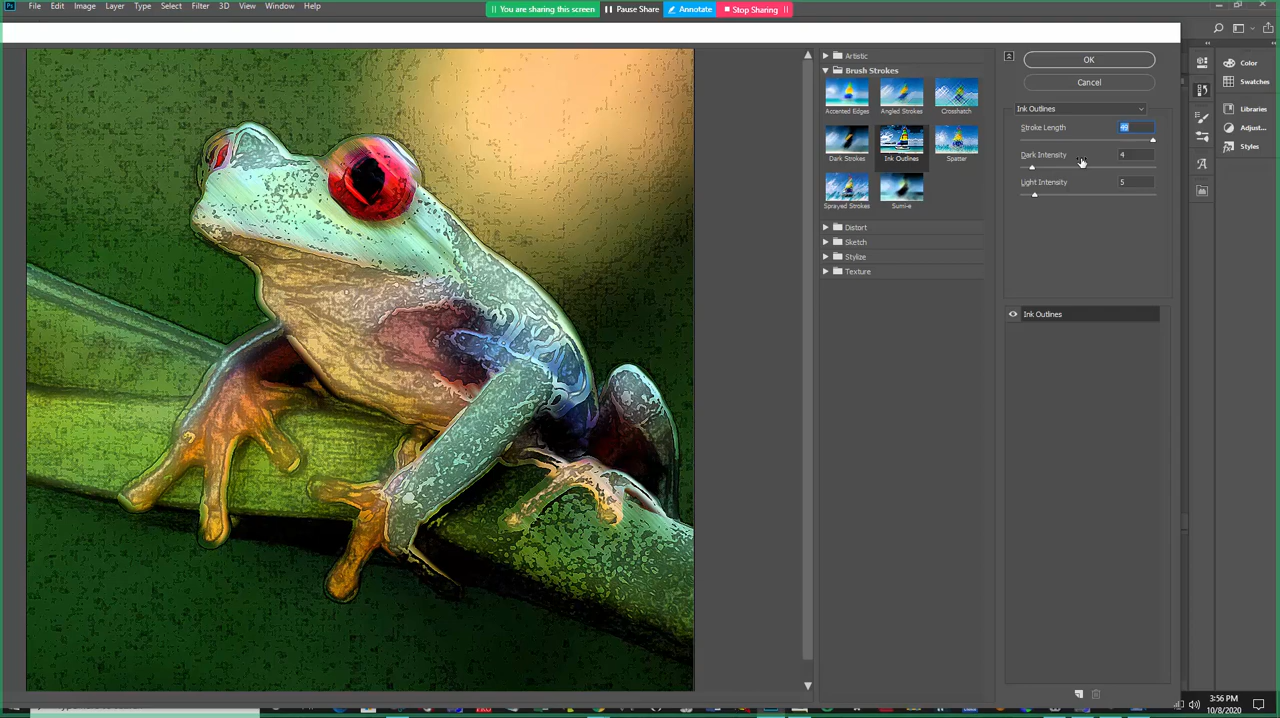 Ps File Edit Image Layer Type Select Filter 3D View Window Help
You are sharing this screen Pause Share Annotate Stop Sharing
Artistic
Brush Strokes
Accented Edges Angled Strokes Crosshatch
Dark Strokes Ink Outlines Spatter
Sprayed Strokes Sumi-e
Distort
Sketch
Stylize
Texture
OK
Cancel
Ink Outlines
Stroke Length 49
Dark Intensity 4
Light Intensity 5
Ink Outlines
Color
Swatches
Libraries
Adjust...
Styles
3:56 PM
10/8/2020